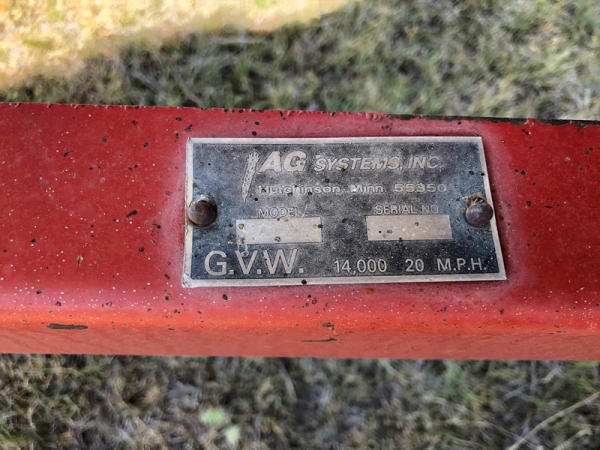 AG SYSTEMS, INC.
Hutchinson, Minn. 55350
MODEL SERIAL NO.
G.V.W. 14,000 20 M.P.H.